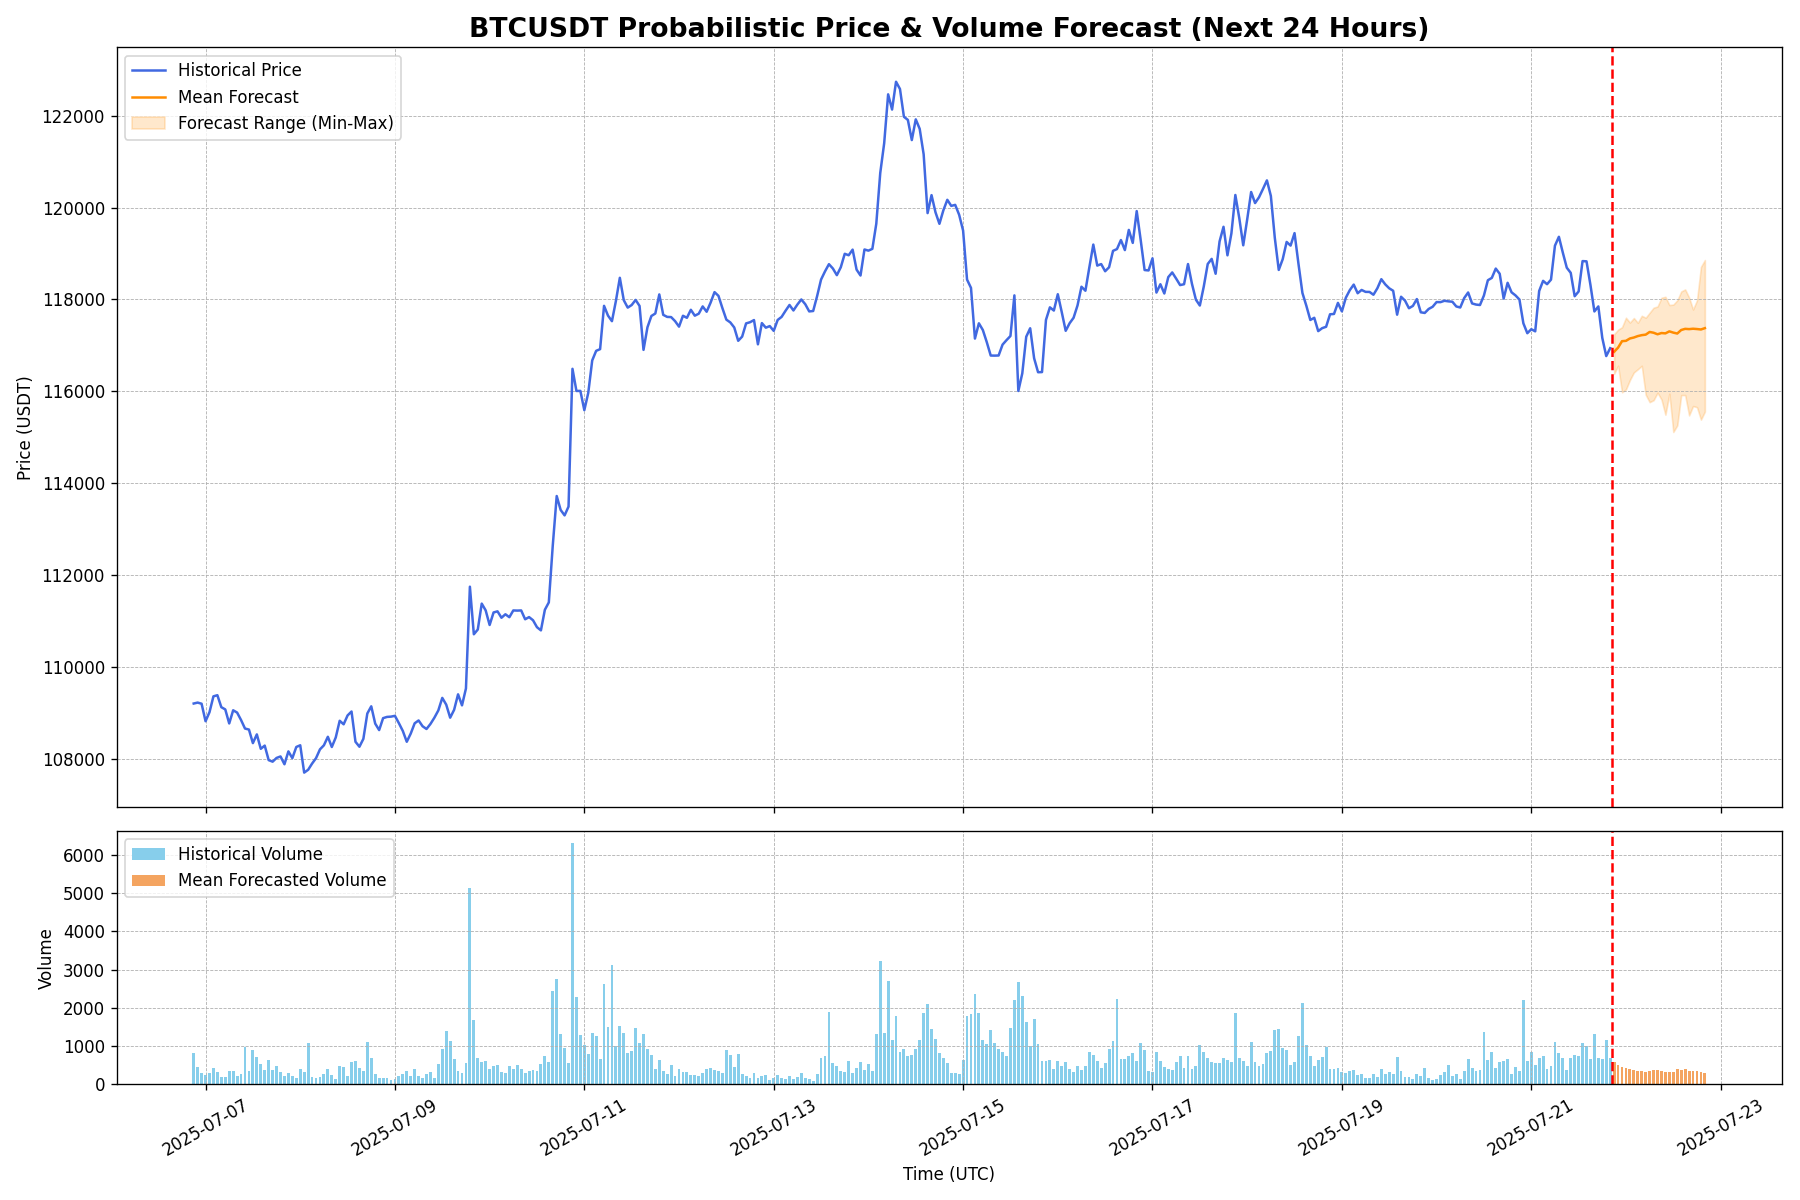 BTCUSDT Probabilistic Price & Volume Forecast (Next 24 Hours)
Historical Price
Mean Forecast
Forecast Range (Min-Max)
122000
120000
118000
116000
114000
112000
110000
108000
Price (USDT)
Historical Volume
Mean Forecasted Volume
6000
5000
4000
3000
2000
1000
0
Volume
2025-07-07
2025-07-09
2025-07-11
2025-07-13
2025-07-15
2025-07-17
2025-07-19
2025-07-21
2025-07-23
Time (UTC)